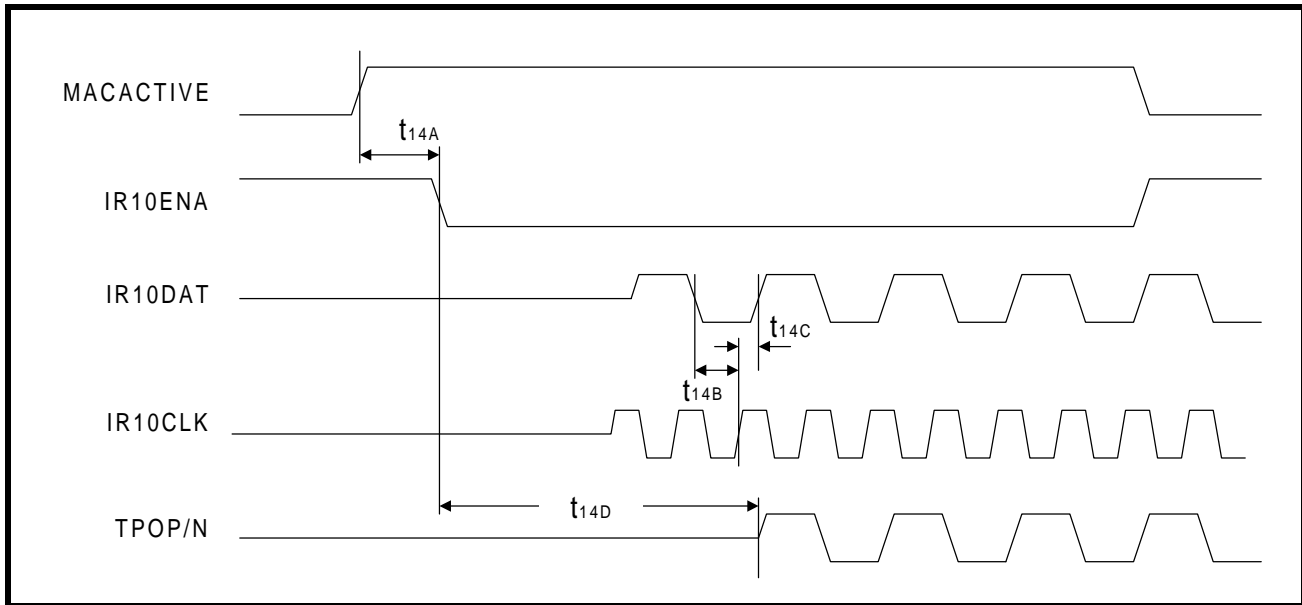 MACACTIVE
t14A
IR10ENA
IR10DAT
t14C
t14B
IR10CLK
t14D
TPOP/N